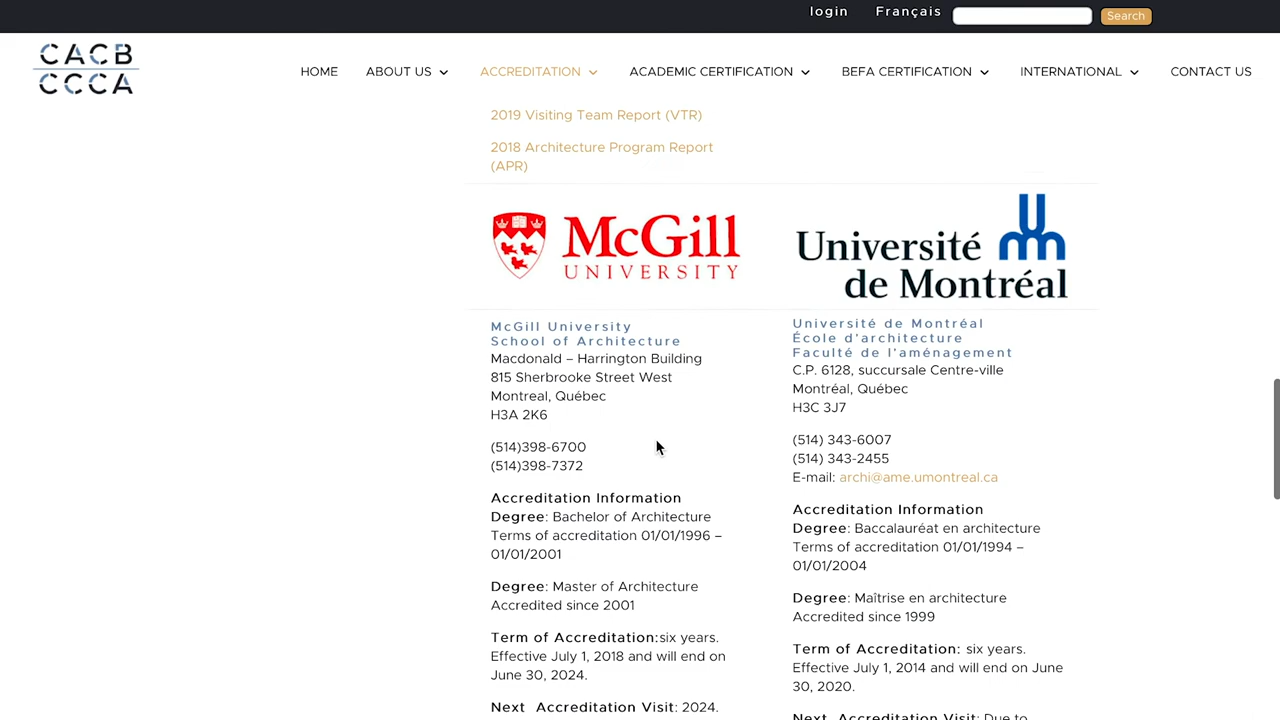 login
Français
Search
CACB
CCCA
HOME
ABOUT US
ACCREDITATION
ACADEMIC CERTIFICATION
BEFA CERTIFICATION
INTERNATIONAL
CONTACT US
2019 Visiting Team Report (VTR)
2018 Architecture Program Report
(APR)
McGill
UNIVERSITY
Université
de Montréal
McGill University
School of Architecture
Macdonald – Harrington Building
815 Sherbrooke Street West
Montreal, Québec
H3A 2K6
(514)398-6700
(514)398-7372
Accreditation Information
Degree: Bachelor of Architecture
Terms of accreditation 01/01/1996 –
01/01/2001
Degree: Master of Architecture
Accredited since 2001
Term of Accreditation:six years.
Effective July 1, 2018 and will end on
June 30, 2024.
Next Accreditation Visit: 2024.
Université de Montréal
École d'architecture
Faculté de l'aménagement
C.P. 6128, succursale Centre-ville
Montréal, Québec
H3C 3J7
(514) 343-6007
(514) 343-2455
E-mail: archi@ame.umontreal.ca
Accreditation Information
Degree: Baccalauréat en architecture
Terms of accreditation 01/01/1994 –
01/01/2004
Degree: Maîtrise en architecture
Accredited since 1999
Term of Accreditation: six years.
Effective July 1, 2014 and will end on June
30, 2020.
Next Accreditation Visit: Due to